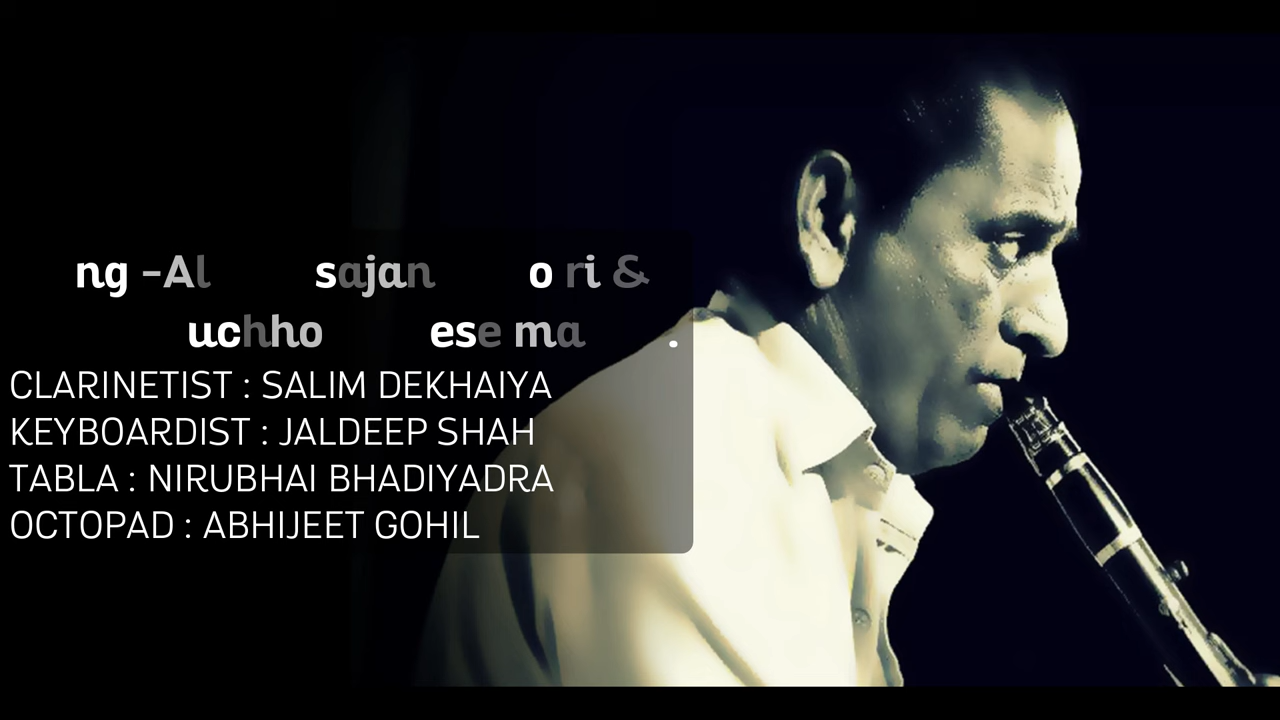 ng -Al sajan o ri &
uchho ese ma .
CLARINETIST : SALIM DEKHAIYA
KEYBOARDIST : JALDEEP SHAH
TABLA : NIRUBHAI BHADIYADRA
OCTOPAD : ABHIJEET GOHIL